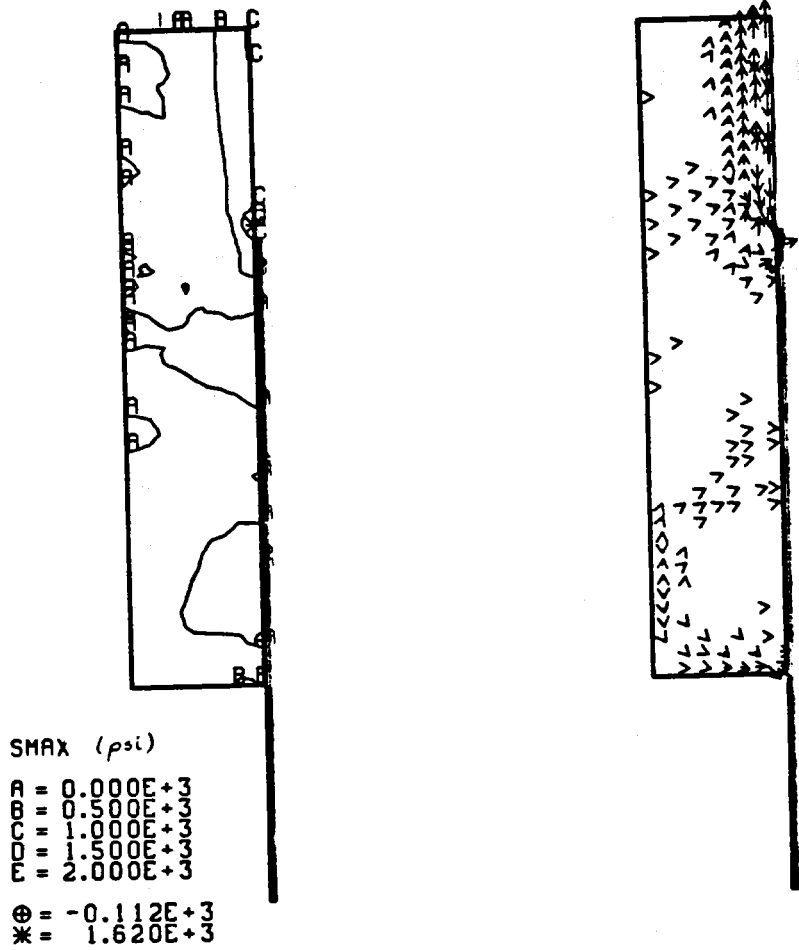 A B C
A C
A
A
A
C
C
A
A
A
A
A
A
A
A
B
SMAX (psi)
A = 0.000E+3
B = 0.500E+3
C = 1.000E+3
D = 1.500E+3
E = 2.000E+3
⊕ = -0.112E+3
✳ = 1.620E+3